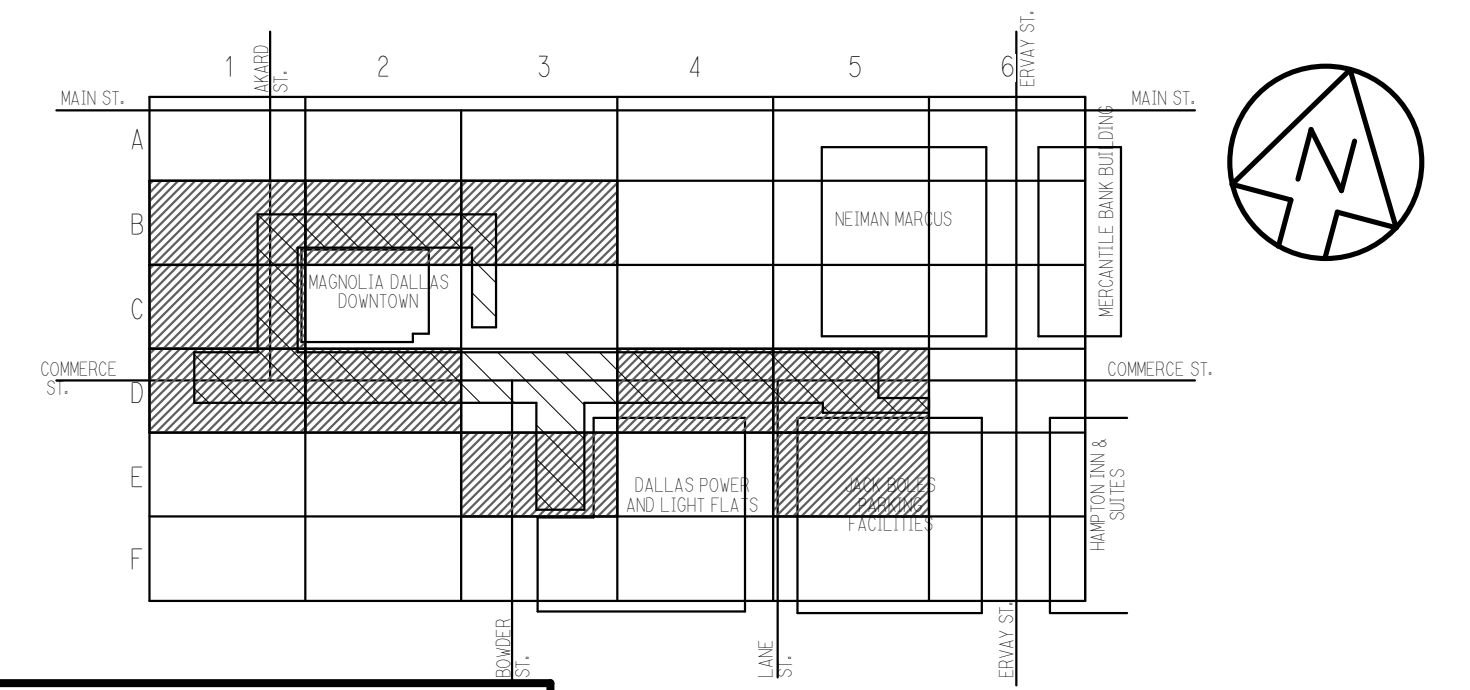 1
AKARD
ST.
2
3
4
5
6
ERVAY ST.
MAIN ST.
MAIN ST.
A
B
C
D
E
F
MAGNOLIA DALLAS
DOWNTOWN
NEIMAN MARCUS
MERCANTILE BANK BUILDING
N
COMMERCE
ST.
COMMERCE ST.
DALLAS POWER
AND LIGHT FLATS
JACK BOLES
PARKING
FACILITIES
HAMPTON INN &
SUITES
BOWDER
ST.
LANE
ST.
ERVAY ST.